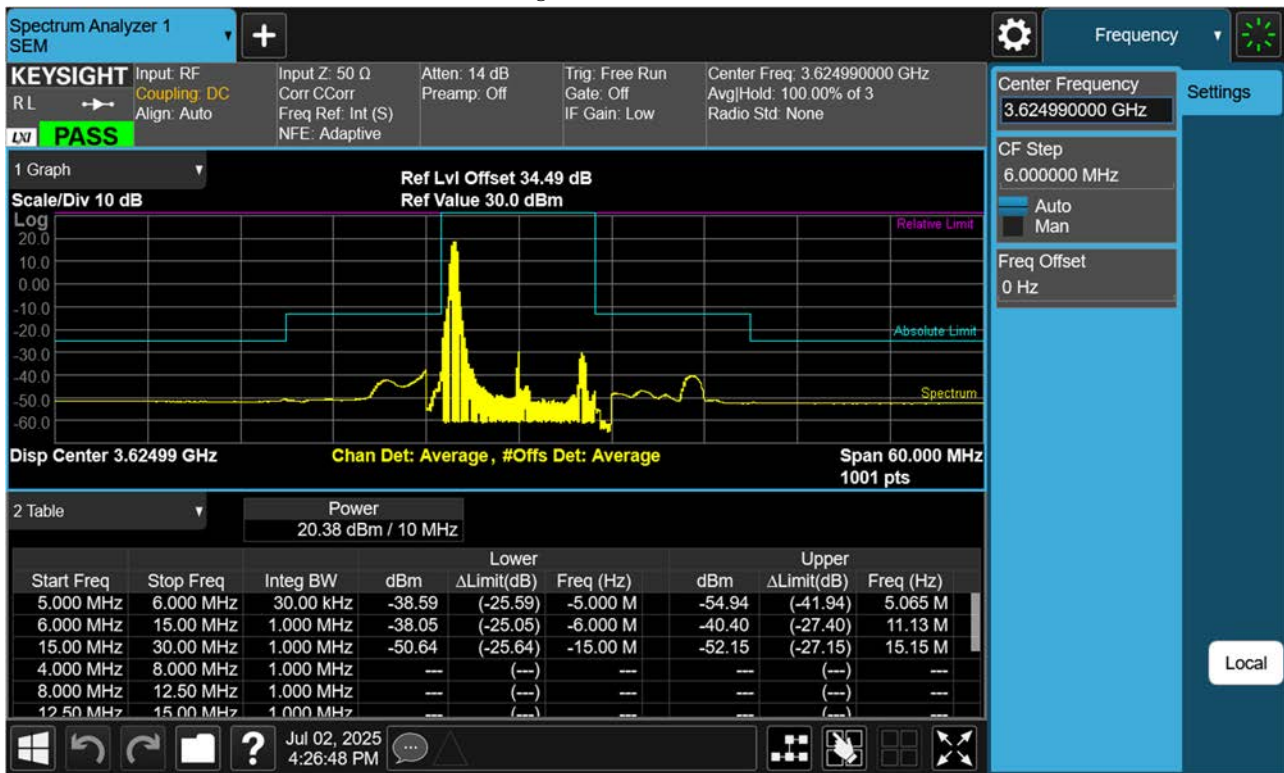 Spectrum Analyzer 1
SEM
Frequency
KEYSIGHT
R L
LXI
PASS
Input: RF
Coupling: DC
Align: Auto
Input Z: 50 Ω
Corr CCorr
Freq Ref: Int (S)
NFE: Adaptive
Atten: 14 dB
Preamp: Off
Trig: Free Run
Gate: Off
IF Gain: Low
Center Freq: 3.624990000 GHz
Avg|Hold: 100.00% of 3
Radio Std: None
Center Frequency
3.624990000 GHz
Settings
CF Step
6.000000 MHz
Auto
Man
Freq Offset
0 Hz
Local
1 Graph
Scale/Div 10 dB
Ref Lvl Offset 34.49 dB
Ref Value 30.0 dBm
Log
20.0
10.0
0.00
-10.0
-20.0
-30.0
-40.0
-50.0
-60.0
Relative Limit
Absolute Limit
Spectrum
Disp Center 3.62499 GHz
Chan Det: Average, #Offs Det: Average
Span 60.000 MHz
1001 pts
2 Table
Power
20.38 dBm / 10 MHz
Lower Upper
Start Freq Stop Freq Integ BW dBm ΔLimit(dB) Freq (Hz) dBm ΔLimit(dB) Freq (Hz)
5.000 MHz 6.000 MHz 30.00 kHz -38.59 (-25.59) -5.000 M -54.94 (-41.94) 5.065 M
6.000 MHz 15.00 MHz 1.000 MHz -38.05 (-25.05) -6.000 M -40.40 (-27.40) 11.13 M
15.00 MHz 30.00 MHz 1.000 MHz -50.64 (-25.64) -15.00 M -52.15 (-27.15) 15.15 M
4.000 MHz 8.000 MHz 1.000 MHz --- (---) --- --- (---) ---
8.000 MHz 12.50 MHz 1.000 MHz --- (---) --- --- (---) ---
12.50 MHz 15.00 MHz 1.000 MHz --- (---) --- --- (---) ---
Jul 02, 2025
4:26:48 PM